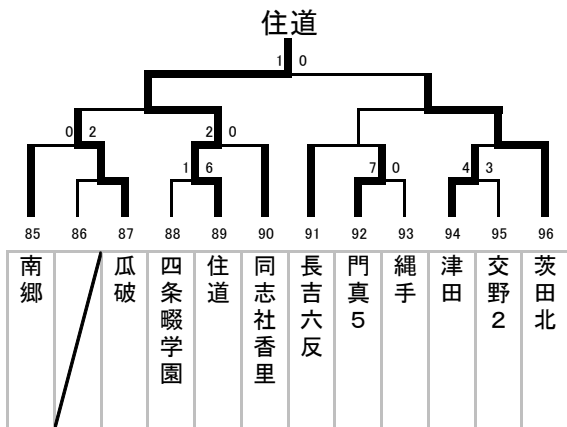 住道
1 0
0 2 2 0
1 6 7 0 4 3
85 86 87 88 89 90 91 92 93 94 95 96
南郷
瓜破
四条畷学園
住道
同志社香里
長吉六反
門真5
縄手
津田
交野2
茨田北